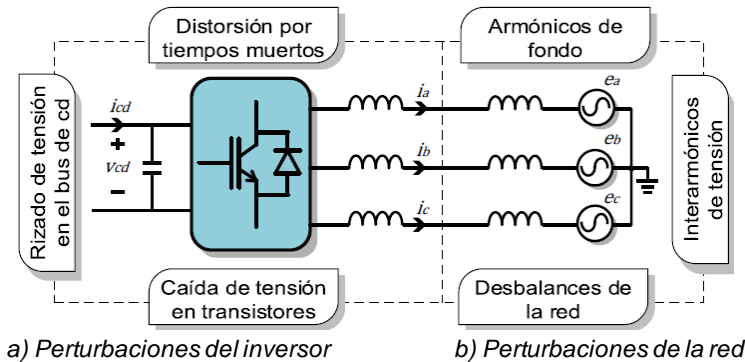 Distorsión por
tiempos muertos
Armónicos de
fondo
Rizado de tensión
en el bus de cd
icd
+
vcd
−
ia
ib
ic
ea
eb
ec
Interarmónicos
de tensión
Caída de tensión
en transistores
Desbalances de
la red
a) Perturbaciones del inversor
b) Perturbaciones de la red